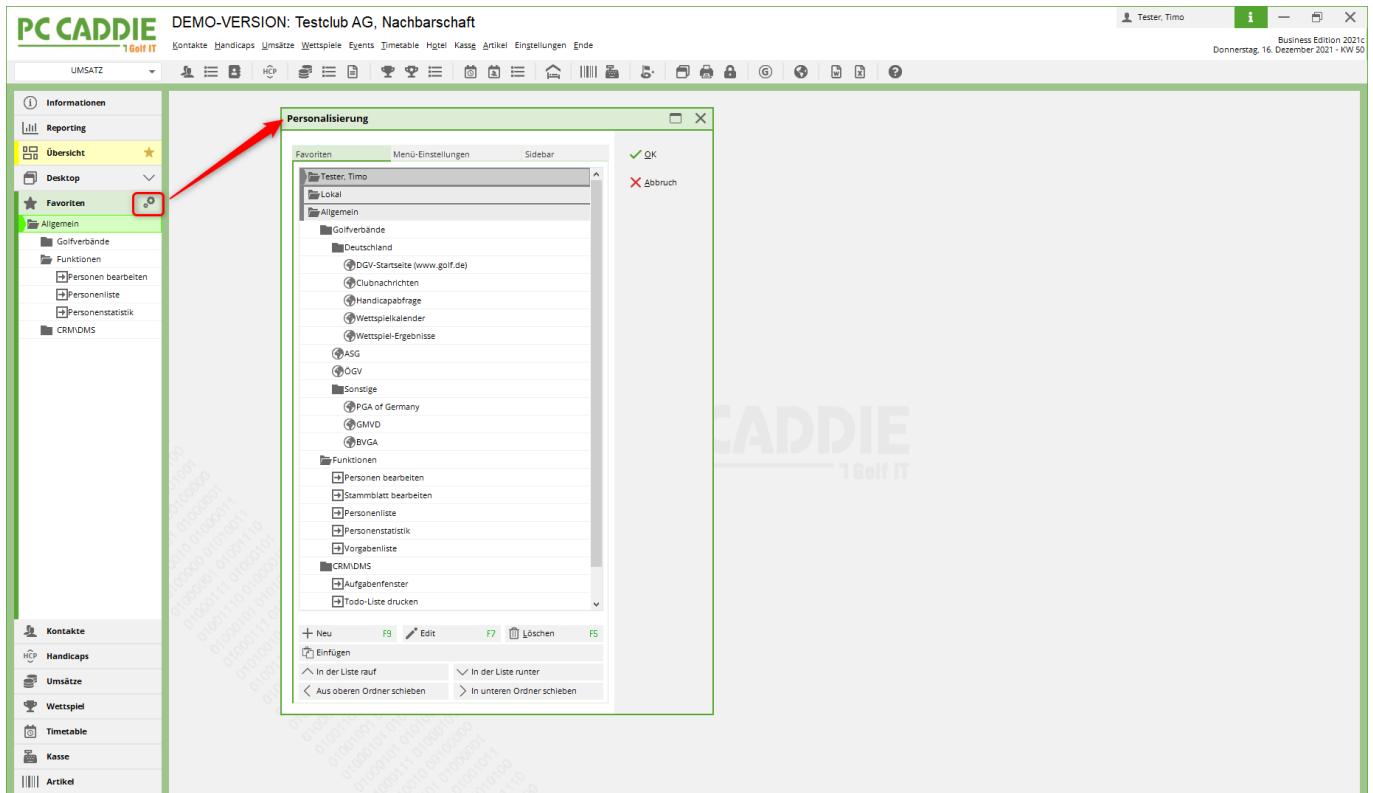 PC CADDIE
Golf IT
DEMO-VERSION: Testclub AG, Nachbarschaft
Tester, Timo
i
Kontakte Handicaps Umsätze Wettspiele Events Timetable Hotel Kasse Artikel Einstellungen Ende
Business Edition 2021c
Donnerstag, 16. Dezember 2021 - KW 50
UMSATZ
HCP
Informationen
Reporting
Übersicht
Desktop
Favoriten
Allgemein
Golfverbände
Funktionen
Personen bearbeiten
Personenliste
Personenstatistik
CRM\DMS
Personalisierung
Favoriten Menü-Einstellungen Sidebar
OK
Abbruch
Tester, Timo
Lokal
Allgemein
Golfverbände
Deutschland
DGV-Startseite (www.golf.de)
Clubnachrichten
Handicapabfrage
Wettspielkalender
Wettspiel-Ergebnisse
ASG
ÖGV
Sonstige
PGA of Germany
GMVD
BVGA
Funktionen
Personen bearbeiten
Stammblatt bearbeiten
Personenliste
Personenstatistik
Vorgabenliste
CRM\DMS
Aufgabenfenster
Todo-Liste drucken
Neu F9 Edit F7 Löschen F5
Einfügen
In der Liste rauf In der Liste runter
Aus oberen Ordner schieben In unteren Ordner schieben
CADDIE
Golf IT
Kontakte
HCP Handicaps
Umsätze
Wettspiel
Timetable
Kasse
Artikel